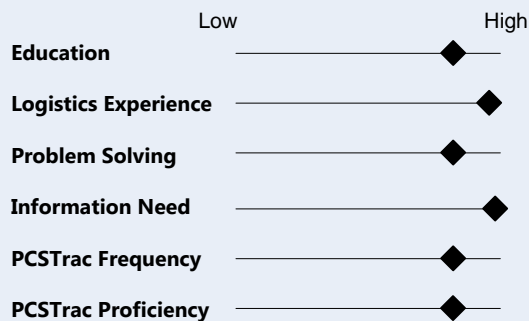 Low High
Education
Logistics Experience
Problem Solving
Information Need
PCSTrac Frequency
PCSTrac Proficiency